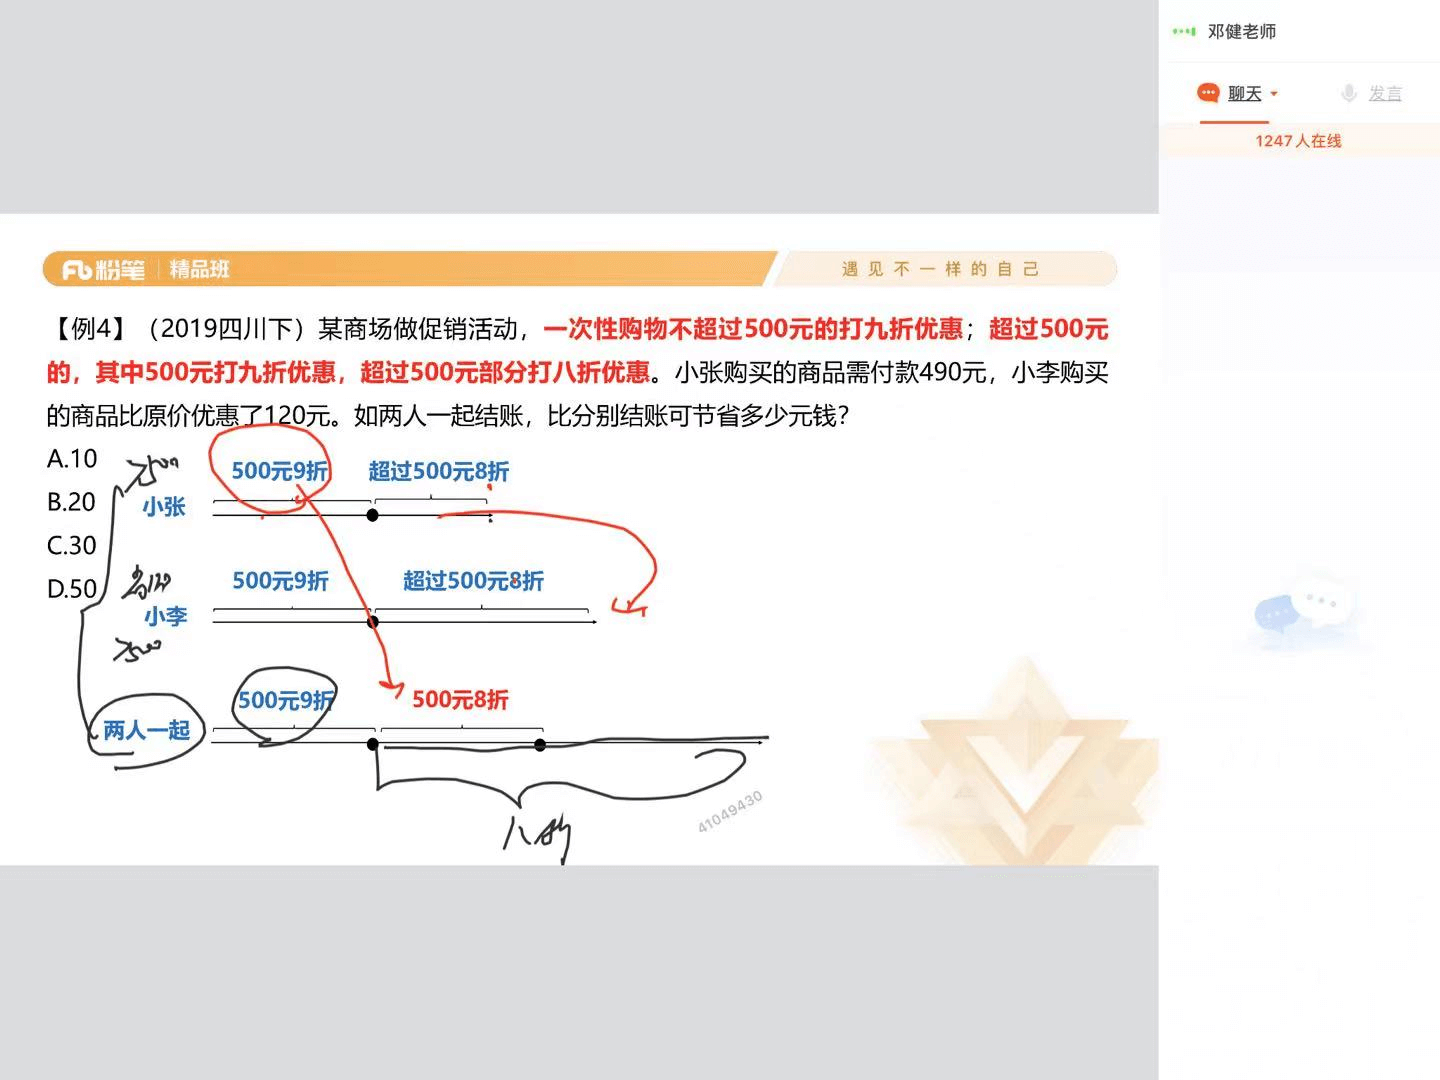 邓健老师
聊天
发言
1247人在线
粉笔 精品班
遇见不一样的自己
【例4】（2019四川下）某商场做促销活动，一次性购物不超过500元的打九折优惠；超过500元
的，其中500元打九折优惠，超过500元部分打八折优惠。小张购买的商品需付款490元，小李购买
的商品比原价优惠了120元。如两人一起结账，比分别结账可节省多少元钱？
A.10
B.20
C.30
D.50
>500
500元9折
超过500元8折
小张
120
500元9折
超过500元8折
小李
>500
500元9折
500元8折
两人一起
八折
41049430